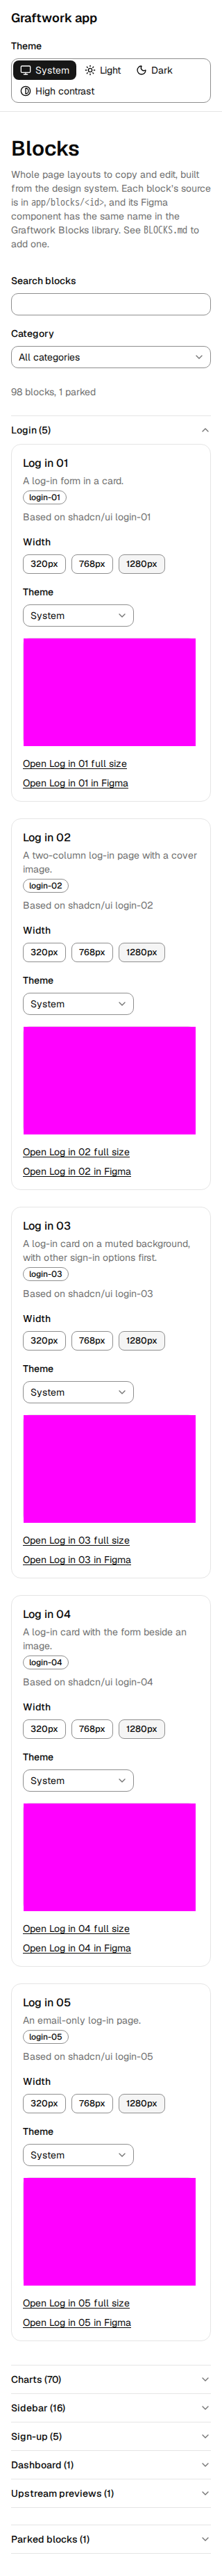 Graftwork app
Theme
System
Light
Dark
High contrast
Blocks
Whole page layouts to copy and edit, built
from the design system. Each block's source
is in app/blocks/<id>, and its Figma
component has the same name in the
Graftwork Blocks library. See BLOCKS.md to
add one.
Search blocks
Category
All categories
98 blocks, 1 parked
Login (5)
Log in 01
A log-in form in a card.
login-01
Based on shadcn/ui login-01
Width
320px
768px
1280px
Theme
System
Open Log in 01 full size
Open Log in 01 in Figma
Log in 02
A two-column log-in page with a cover
image.
login-02
Based on shadcn/ui login-02
Width
320px
768px
1280px
Theme
System
Open Log in 02 full size
Open Log in 02 in Figma
Log in 03
A log-in card on a muted background,
with other sign-in options first.
login-03
Based on shadcn/ui login-03
Width
320px
768px
1280px
Theme
System
Open Log in 03 full size
Open Log in 03 in Figma
Log in 04
A log-in card with the form beside an
image.
login-04
Based on shadcn/ui login-04
Width
320px
768px
1280px
Theme
System
Open Log in 04 full size
Open Log in 04 in Figma
Log in 05
An email-only log-in page.
login-05
Based on shadcn/ui login-05
Width
320px
768px
1280px
Theme
System
Open Log in 05 full size
Open Log in 05 in Figma
Charts (70)
Sidebar (16)
Sign-up (5)
Dashboard (1)
Upstream previews (1)
Parked blocks (1)